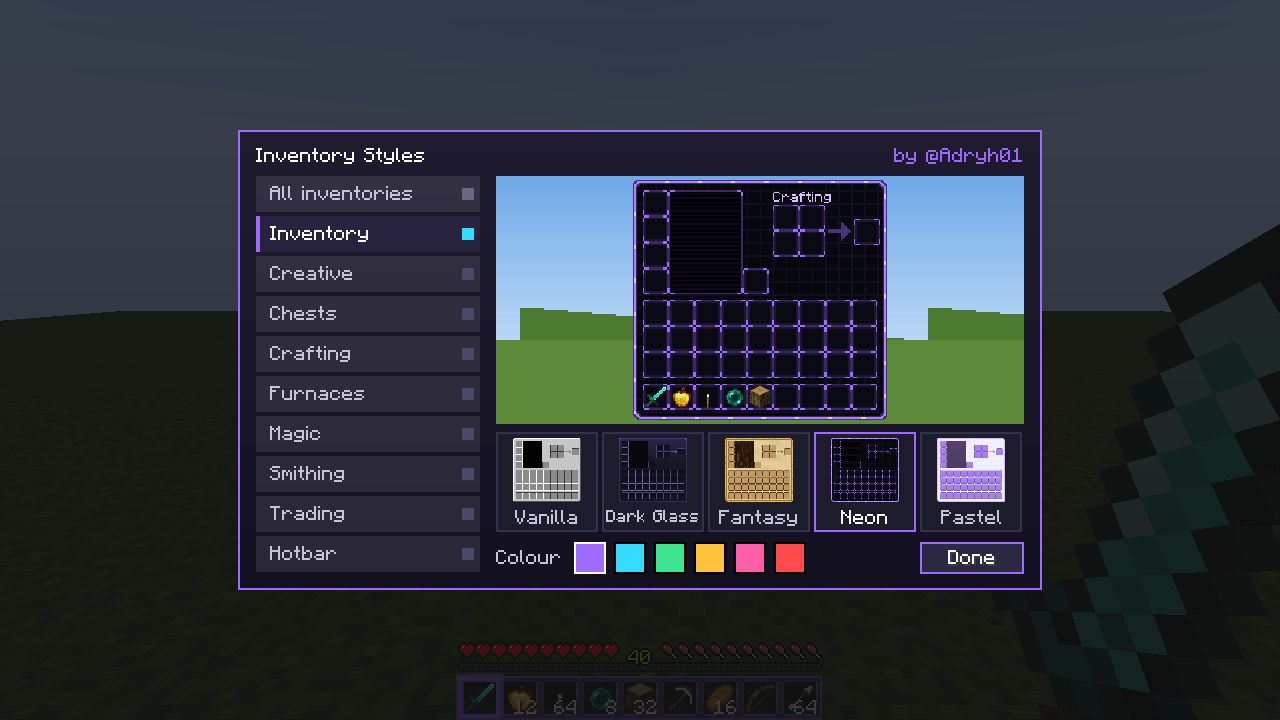 Inventory Styles
by @Adryh01
All inventories
Inventory
Creative
Chests
Crafting
Furnaces
Magic
Smithing
Trading
Hotbar
Crafting
Vanilla
Dark Glass
Fantasy
Neon
Pastel
Colour
Done
40
12 64 8 32 16 64